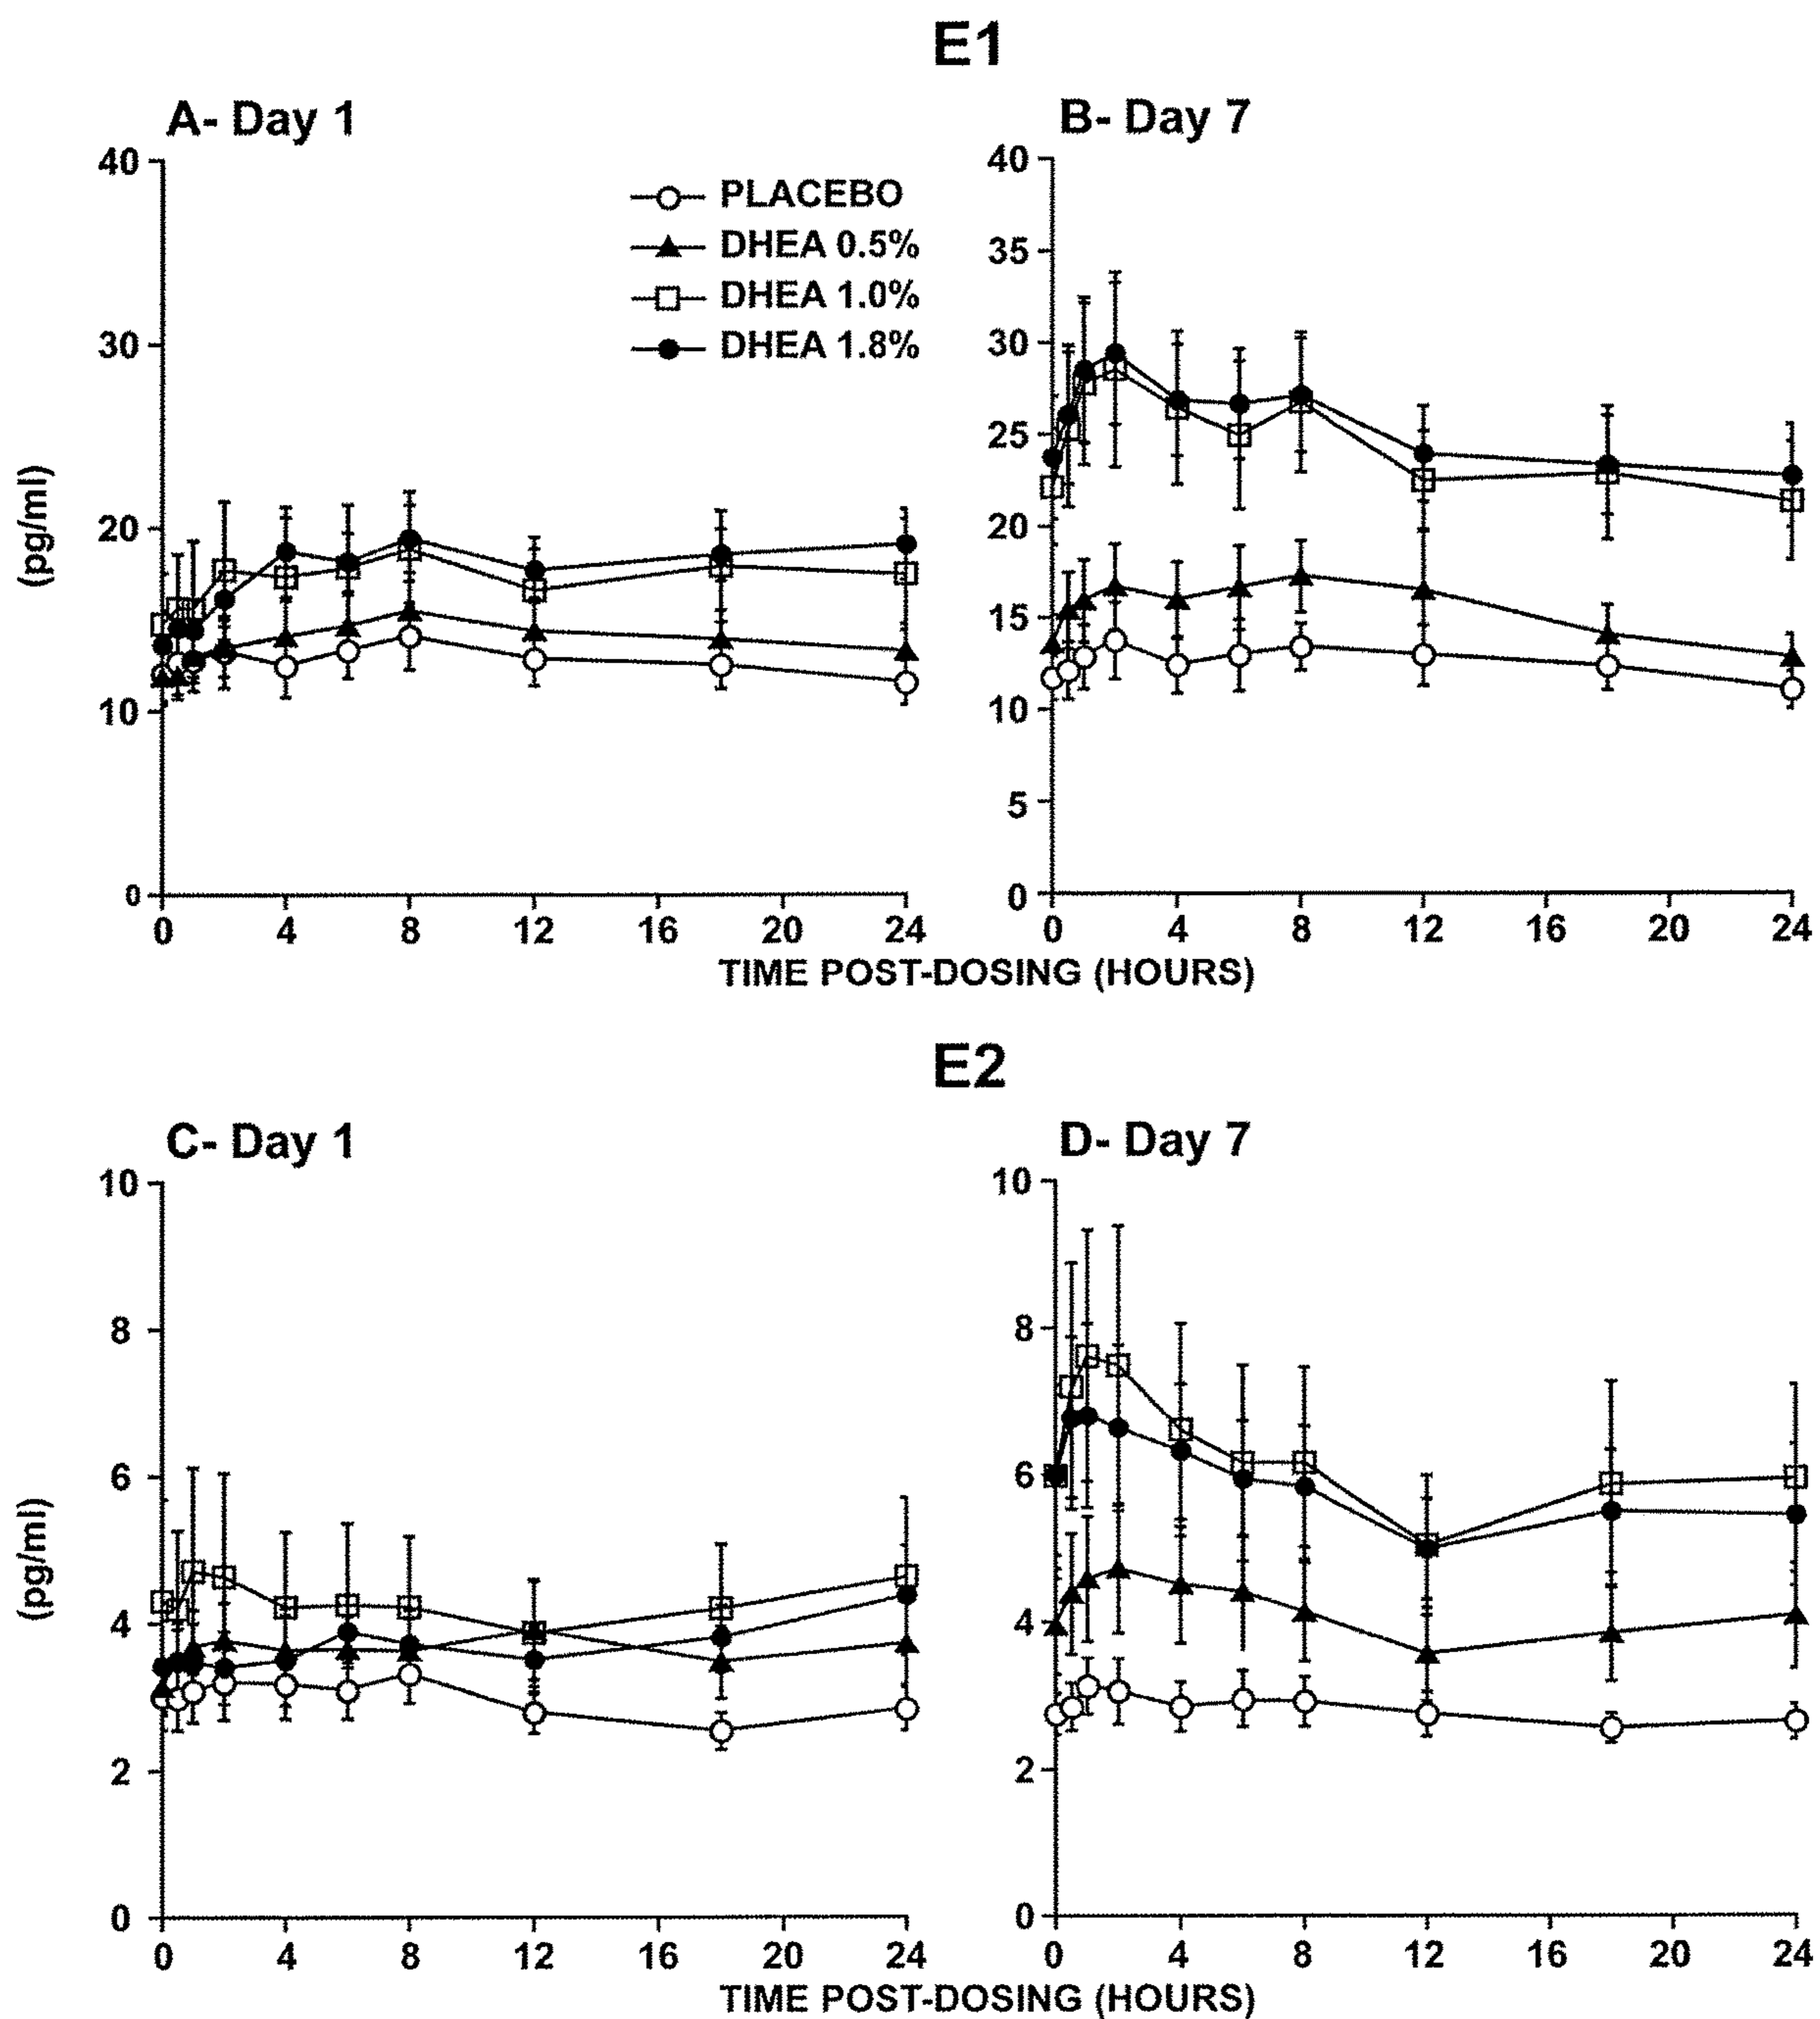 E1
A- Day 1
B- Day 7
40
30
20
10
0
(pg/ml)
PLACEBO
DHEA 0.5%
DHEA 1.0%
DHEA 1.8%
0 4 8 12 16 20 24
40
35
30
25
20
15
10
5
0
0 4 8 12 16 20 24
TIME POST-DOSING (HOURS)
E2
C- Day 1
D- Day 7
10
8
6
4
2
0
(pg/ml)
0 4 8 12 16 20 24
10
8
6
4
2
0
0 4 8 12 16 20 24
TIME POST-DOSING (HOURS)